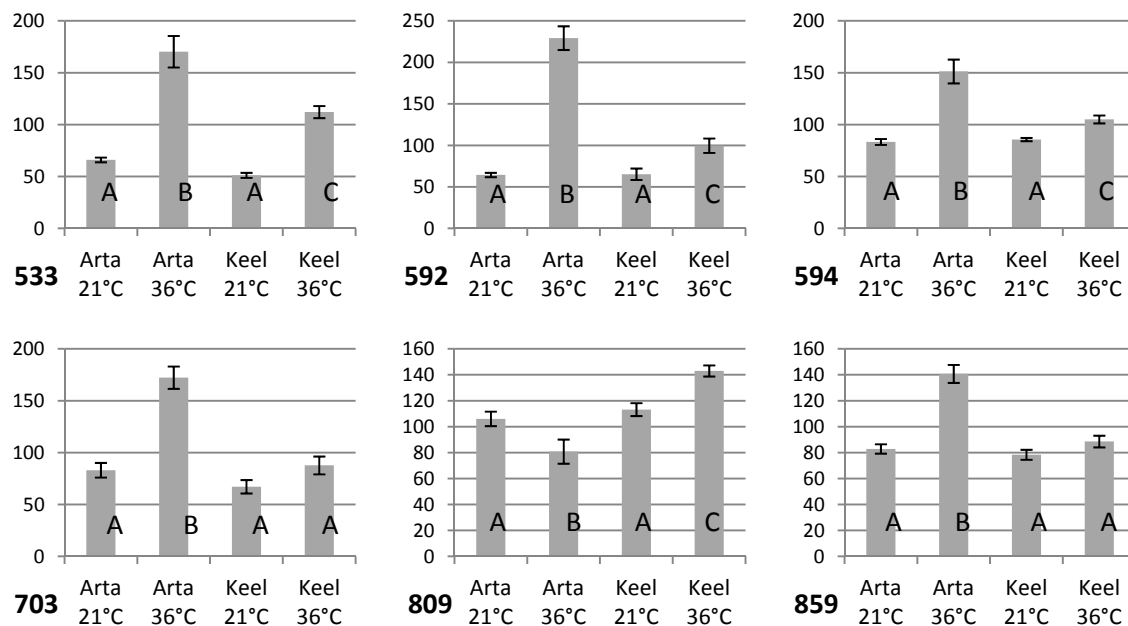 200
150
100
50
0
A B A C
Arta Arta Keel Keel
533 21°C 36°C 21°C 36°C
250
200
150
100
50
0
A B A C
Arta Arta Keel Keel
592 21°C 36°C 21°C 36°C
200
150
100
50
0
A B A C
Arta Arta Keel Keel
594 21°C 36°C 21°C 36°C
200
150
100
50
0
A B A A
Arta Arta Keel Keel
703 21°C 36°C 21°C 36°C
160
140
120
100
80
60
40
20
0
A B A C
Arta Arta Keel Keel
809 21°C 36°C 21°C 36°C
160
140
120
100
80
60
40
20
0
A B A A
Arta Arta Keel Keel
859 21°C 36°C 21°C 36°C